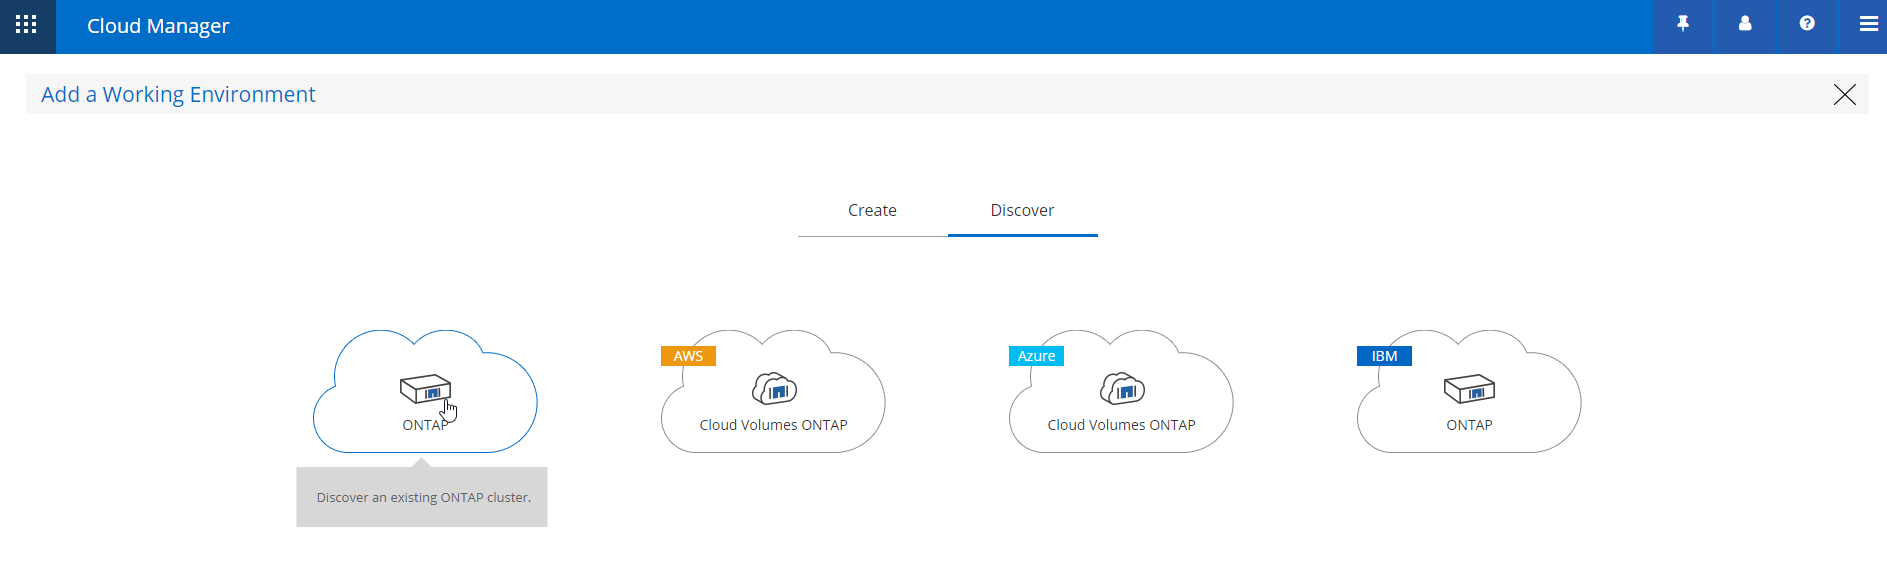 Cloud Manager
Add a Working Environment
Create
Discover
ONTAP
AWS
Cloud Volumes ONTAP
Azure
Cloud Volumes ONTAP
IBM
ONTAP
Discover an existing ONTAP cluster.